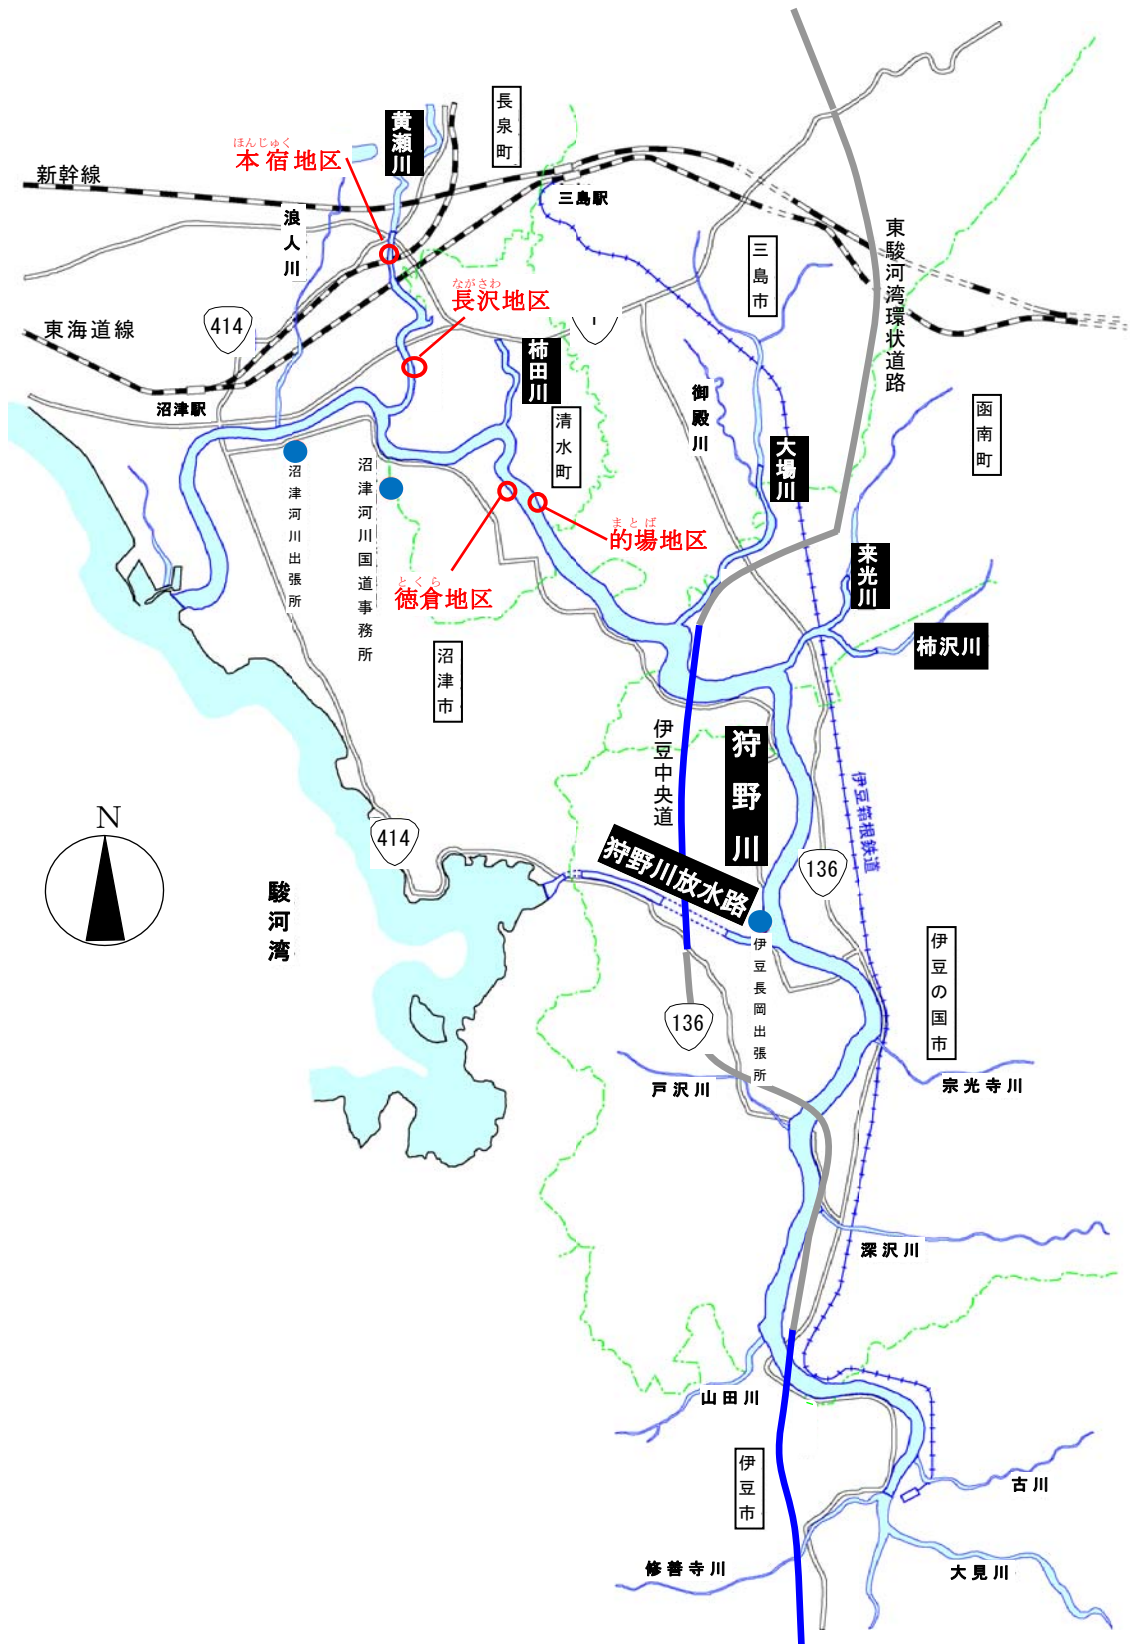 長泉町
黄瀬川
ほんじゅく
本宿地区
新幹線
三島駅
浪人川
東駿河湾環状道路
三島市
ながさわ
長沢地区
414
1
東海道線
柿田川
御殿川
沼津駅
清水町
函南町
大場川
沼津河川出張所
沼津河川国道事務所
まとば
的場地区
来光川
とくら
徳倉地区
柿沢川
沼津市
伊豆中央道
狩野川
伊豆箱根鉄道
N
414
狩野川放水路
136
駿河湾
伊豆長岡出張所
伊豆の国市
136
戸沢川
宗光寺川
深沢川
山田川
伊豆市
古川
修善寺川
大見川